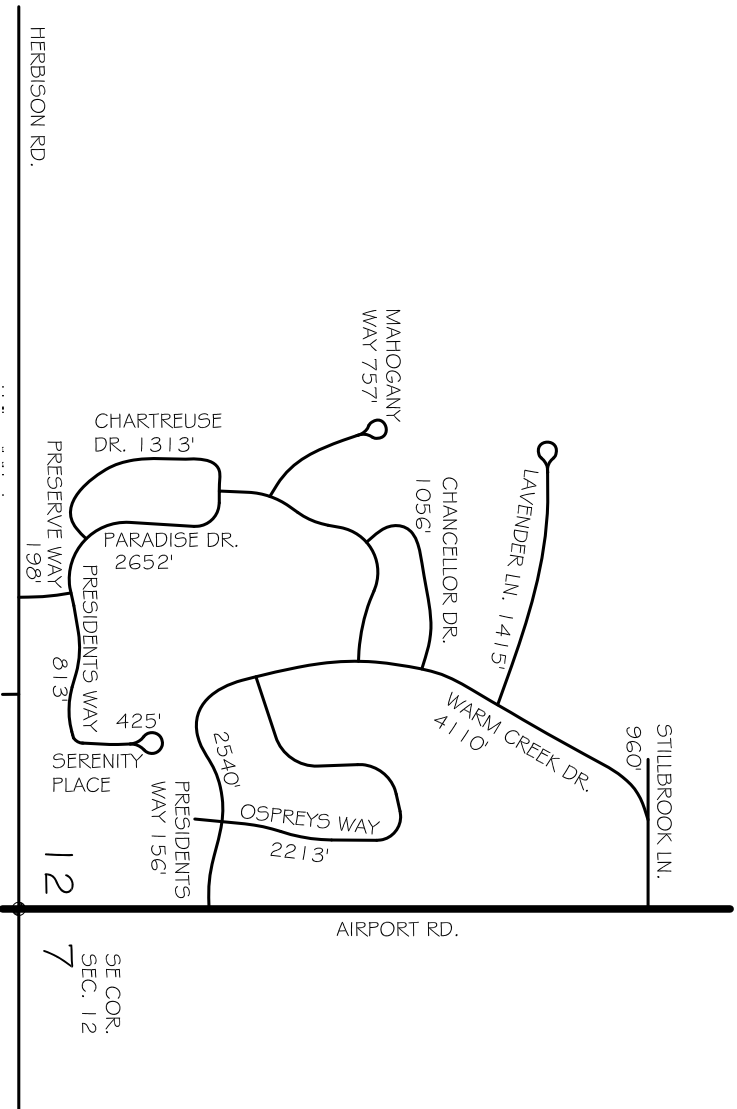 HERBISON RD.
MAHOGANY
WAY 757'
CHARTREUSE
DR. 1313'
PRESERVE WAY
198'
PARADISE DR.
2652'
CHANCELLOR DR.
1056'
LAVENDER LN. 1415'
PRESIDENTS WAY
813'
425'
SERENITY
PLACE
WARM CREEK DR.
4110'
STILLBROOK LN.
960'
2540'
OSPREYS WAY
2213'
PRESIDENTS
WAY 156'
12
AIRPORT RD.
7
SE COR.
SEC. 12